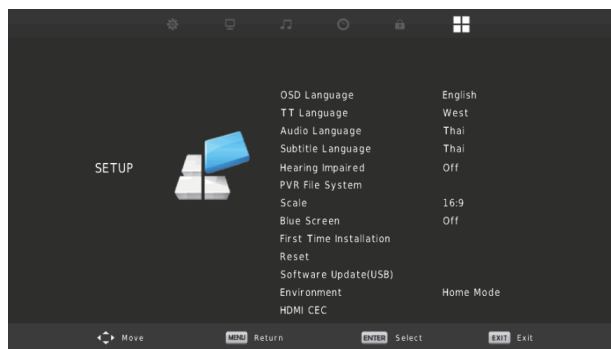 OSD Language English
TT Language West
Audio Language Thai
Subtitle Language Thai
SETUP
Hearing Impaired Off
PVR File System
Scale 16:9
Blue Screen Off
First Time Installation
Reset
Software Update(USB)
Environment Home Mode
HDMI CEC
Move MENU Return ENTER Select EXIT Exit